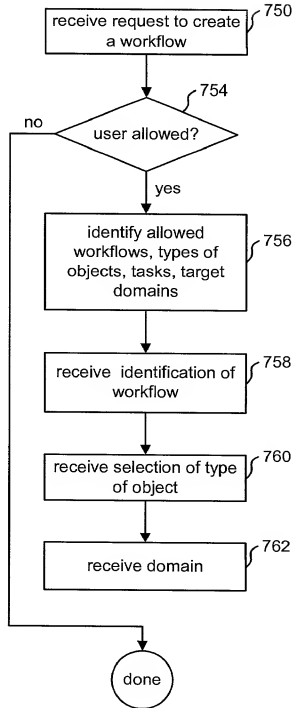 receive request to create
a workflow
750
754
user allowed?
no
yes
identify allowed
workflows, types of
objects, tasks, target
domains
756
receive identification of
workflow
758
receive selection of type
of object
760
receive domain
762
done